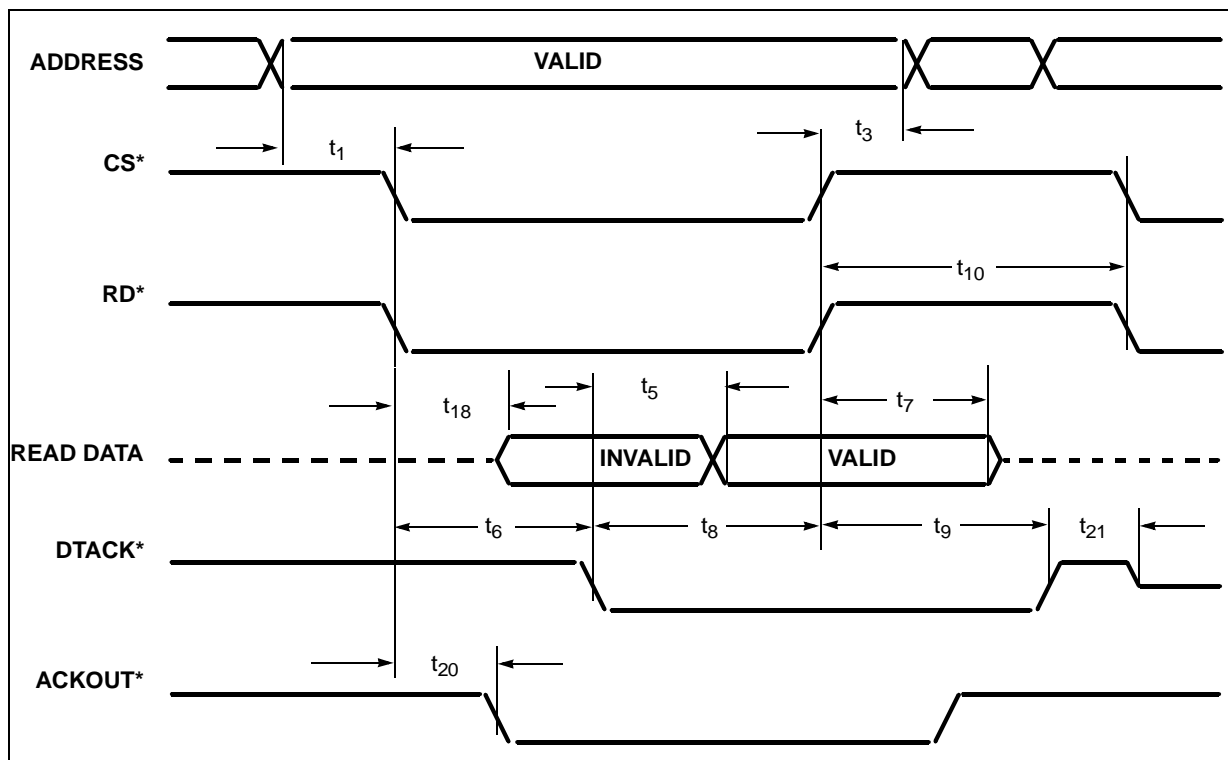 ADDRESS
VALID
t3
t1
CS*
t10
RD*
t5
t7
t18
READ DATA
INVALID
VALID
t6
t8
t9
t21
DTACK*
t20
ACKOUT*